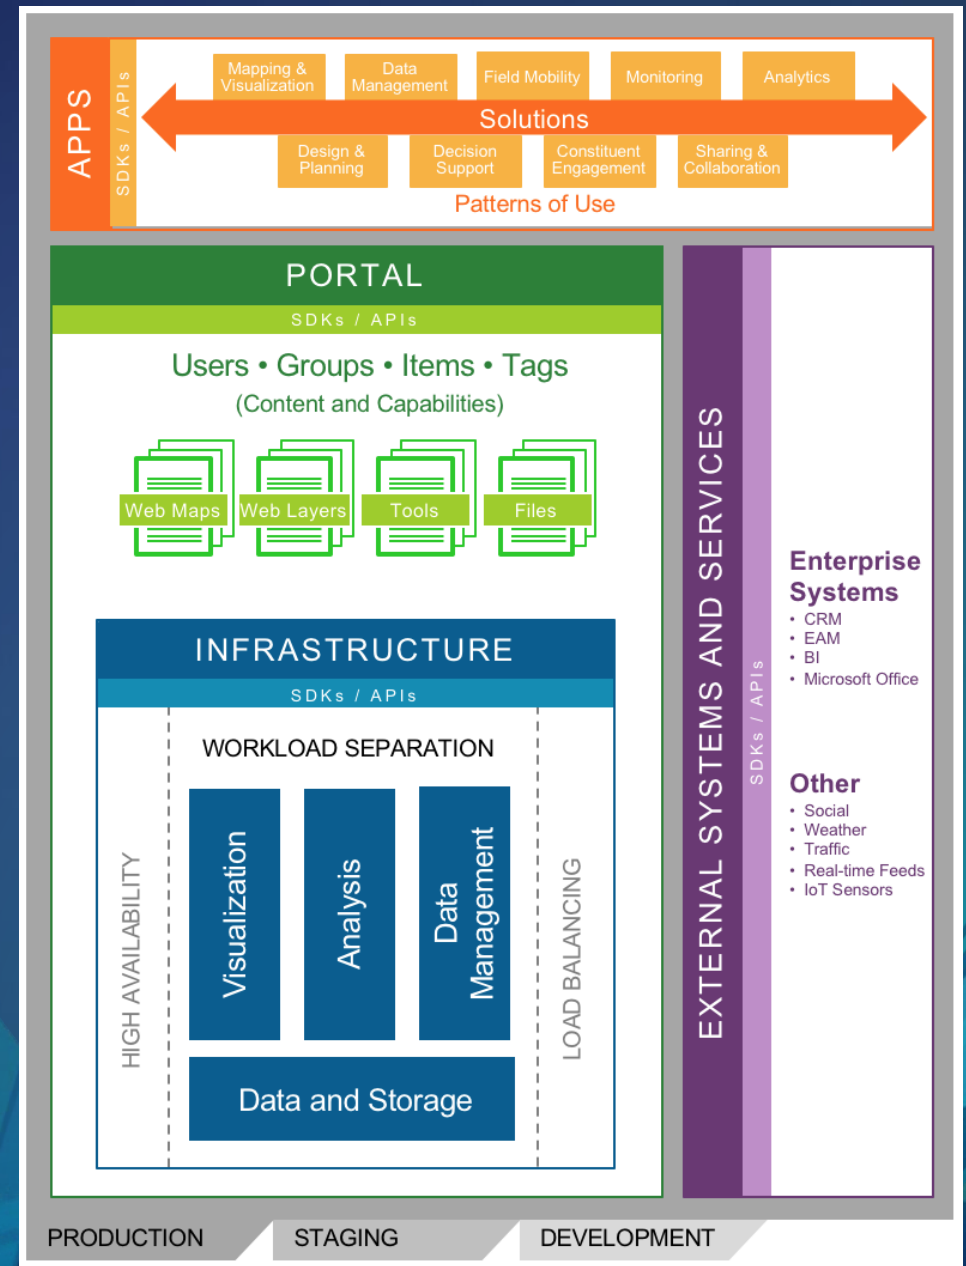 APPS
SDKs / APIs
Mapping &
Visualization
Data
Management
Field Mobility
Monitoring
Analytics
Solutions
Design &
Planning
Decision
Support
Constituent
Engagement
Sharing &
Collaboration
Patterns of Use
PORTAL
SDKs / APIs
Users • Groups • Items • Tags
(Content and Capabilities)
Web Maps
Web Layers
Tools
Files
INFRASTRUCTURE
SDKs / APIs
WORKLOAD SEPARATION
HIGH AVAILABILITY
Visualization
Analysis
Data
Management
LOAD BALANCING
Data and Storage
EXTERNAL SYSTEMS AND SERVICES
SDKs / APIs
Enterprise
Systems
• CRM
• EAM
• BI
• Microsoft Office
Other
• Social
• Weather
• Traffic
• Real-time Feeds
• IoT Sensors
PRODUCTION
STAGING
DEVELOPMENT